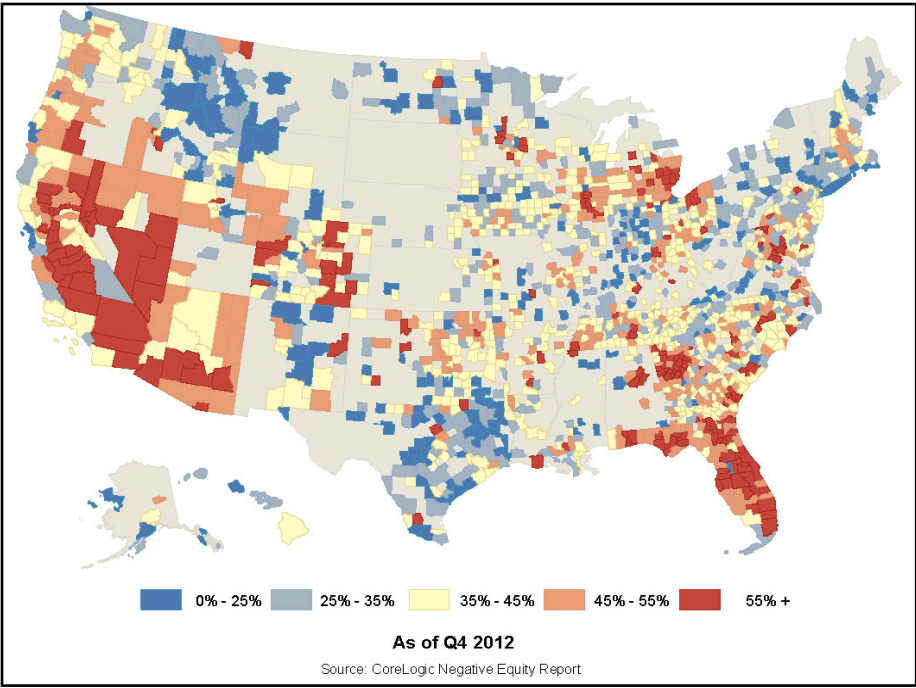 0% - 25% 25% - 35% 35% - 45% 45% - 55% 55% +
As of Q4 2012
Source: CoreLogic Negative Equity Report